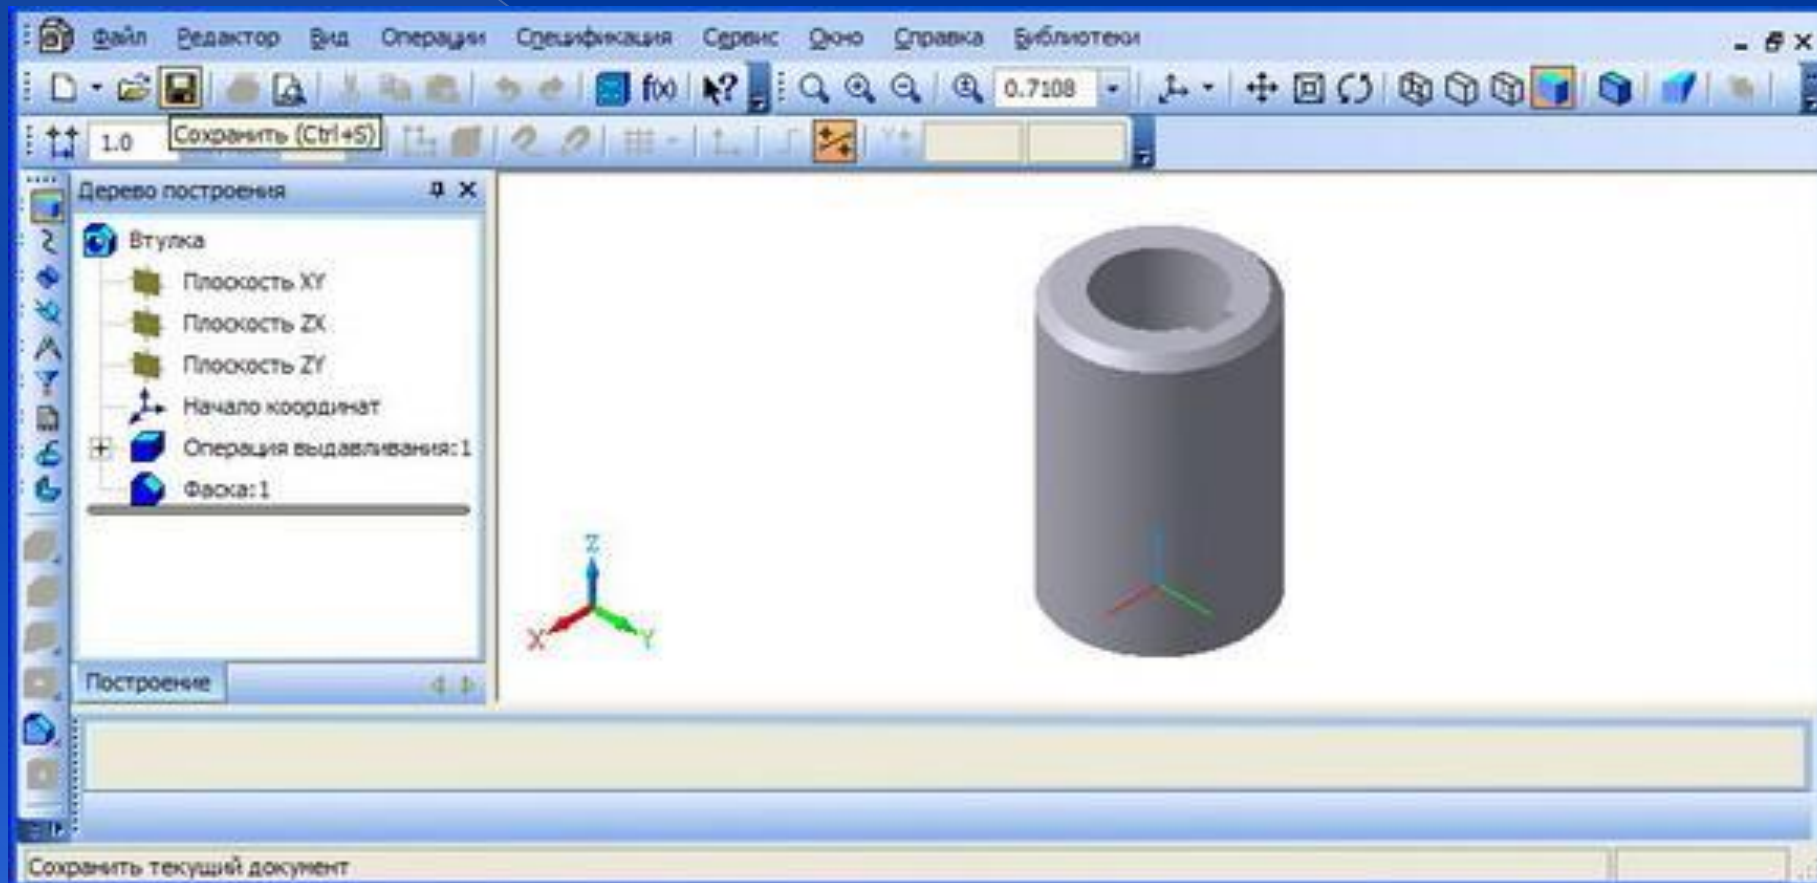 Файл Редактор Вид Операции Спецификация Сервис Окно Справка Библиотеки
f(x) 0.7108
1.0 Сохранить (Ctrl+S)
Дерево построения
Втулка
Плоскость XY
Плоскость ZX
Плоскость ZY
Начало координат
Операция выдавливания:1
Фаска:1
Z
X Y
Построение
Сохранить текущий документ